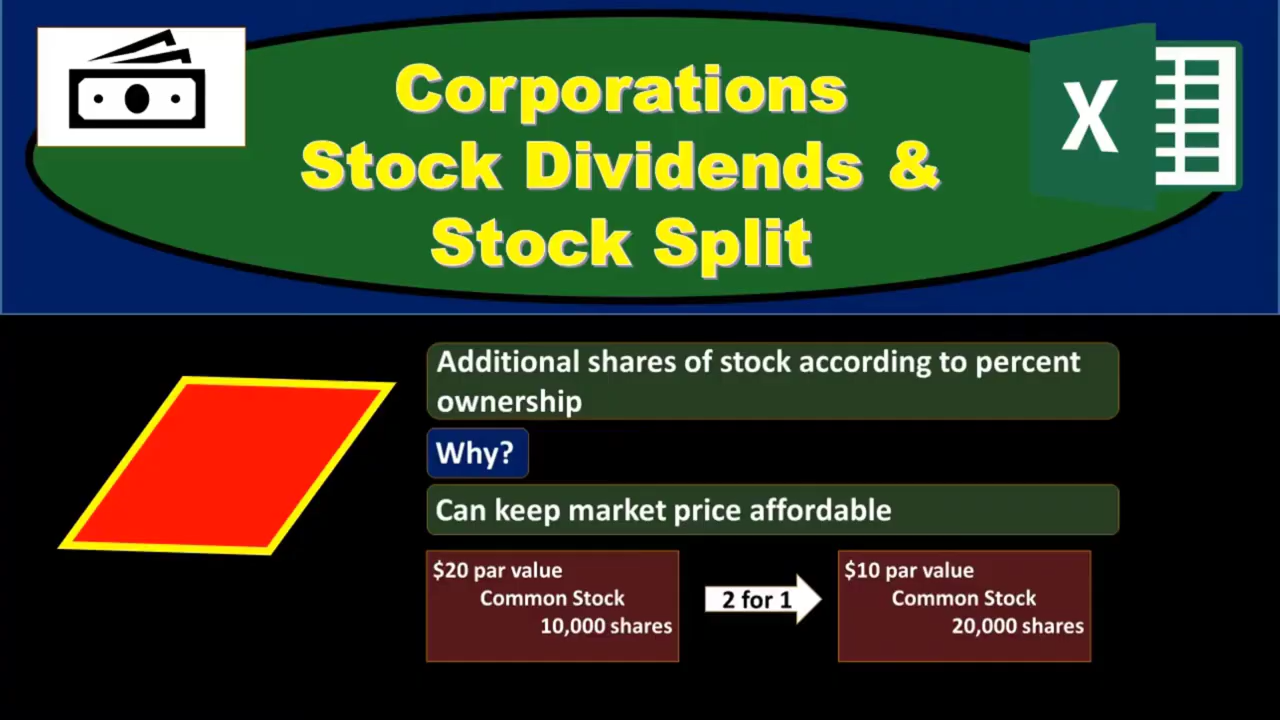 Corporations
Stock Dividends &
Stock Split
X
Additional shares of stock according to percent
ownership
Why?
Can keep market price affordable
$20 par value
Common Stock
10,000 shares
2 for 1
$10 par value
Common Stock
20,000 shares